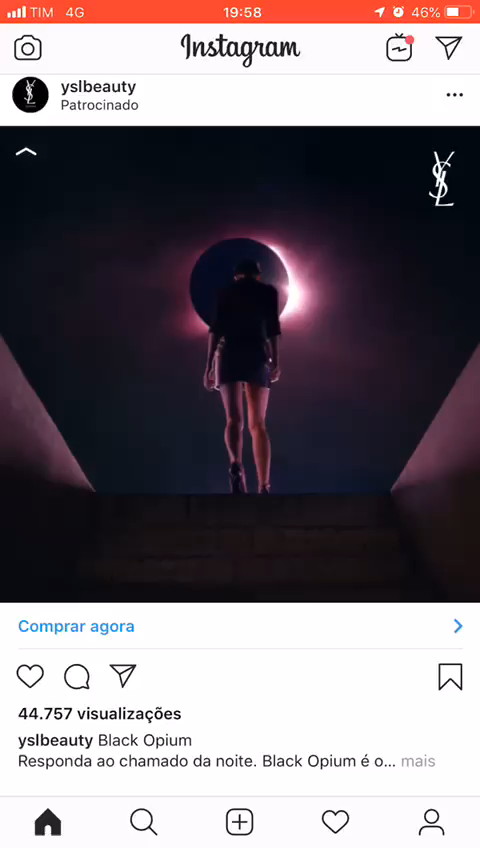 TIM 4G 19:58 46%
Instagram
yslbeauty
Patrocinado
YSL
Comprar agora
44.757 visualizações
yslbeauty Black Opium
Responda ao chamado da noite. Black Opium é o... mais